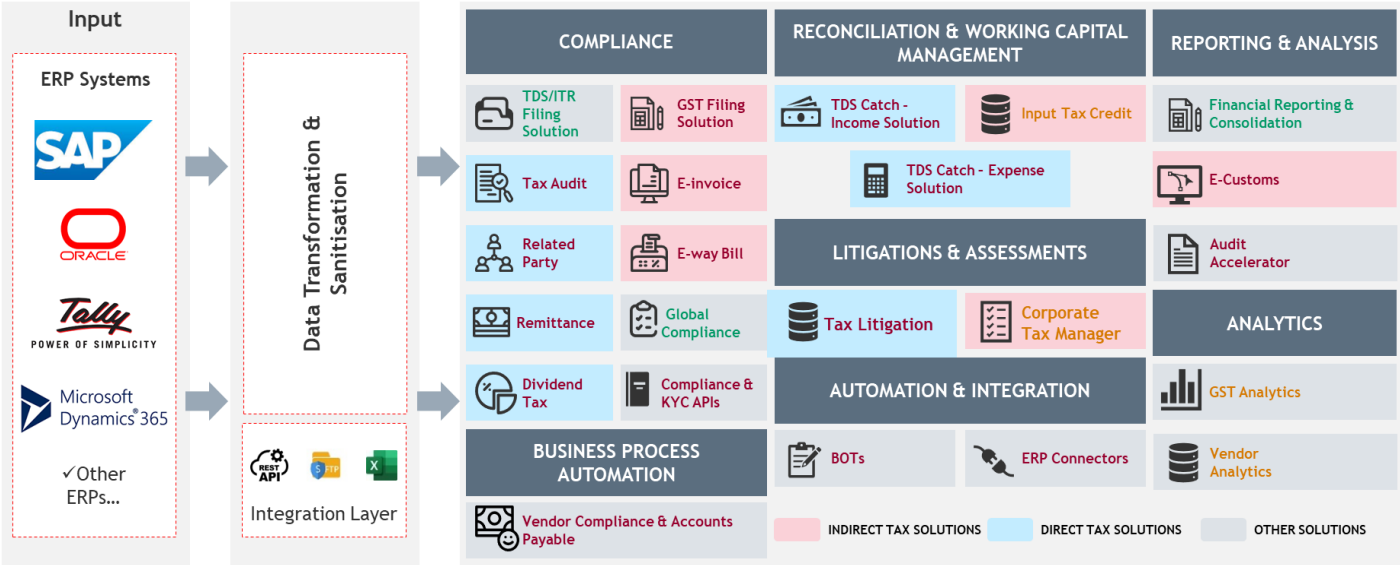 Input
ERP Systems
SAP
ORACLE
Tally
POWER OF SIMPLICITY
Microsoft
Dynamics® 365
✓Other
ERPs...
Data Transformation &
Sanitisation
REST
API
$ FTP
X
Integration Layer
COMPLIANCE
TDS/ITR
Filing
Solution
GST Filing
Solution
Tax Audit
E-invoice
Related
Party
E-way Bill
Remittance
Global
Compliance
Dividend
Tax
Compliance &
KYC APIs
BUSINESS PROCESS
AUTOMATION
Vendor Compliance & Accounts
Payable
RECONCILIATION & WORKING CAPITAL
MANAGEMENT
TDS Catch -
Income Solution
Input Tax Credit
TDS Catch - Expense
Solution
LITIGATIONS & ASSESSMENTS
Tax Litigation
Corporate
Tax Manager
AUTOMATION & INTEGRATION
BOTs
ERP Connectors
REPORTING & ANALYSIS
Financial Reporting &
Consolidation
E-Customs
Audit
Accelerator
ANALYTICS
GST Analytics
Vendor
Analytics
INDIRECT TAX SOLUTIONS
DIRECT TAX SOLUTIONS
OTHER SOLUTIONS